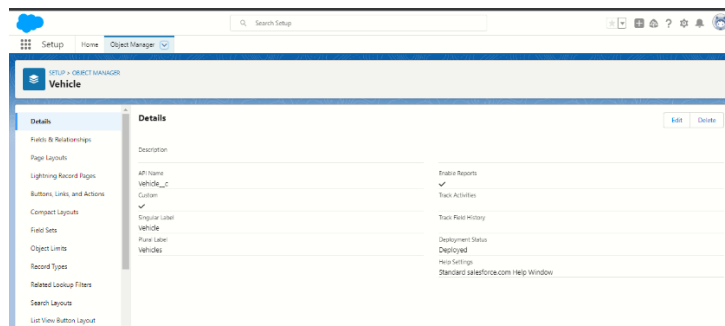 Search Setup
Setup Home Object Manager
SETUP > OBJECT MANAGER
Vehicle
Details
Fields & Relationships
Page Layouts
Lightning Record Pages
Buttons, Links, and Actions
Compact Layouts
Field Sets
Object Limits
Record Types
Related Lookup Filters
Search Layouts
List View Button Layout
Details
Edit Delete
Description
API Name
Vehicle__c
Custom
Singular Label
Vehicle
Plural Label
Vehicles
Enable Reports
Track Activities
Track Field History
Deployment Status
Deployed
Help Settings
Standard salesforce.com Help Window